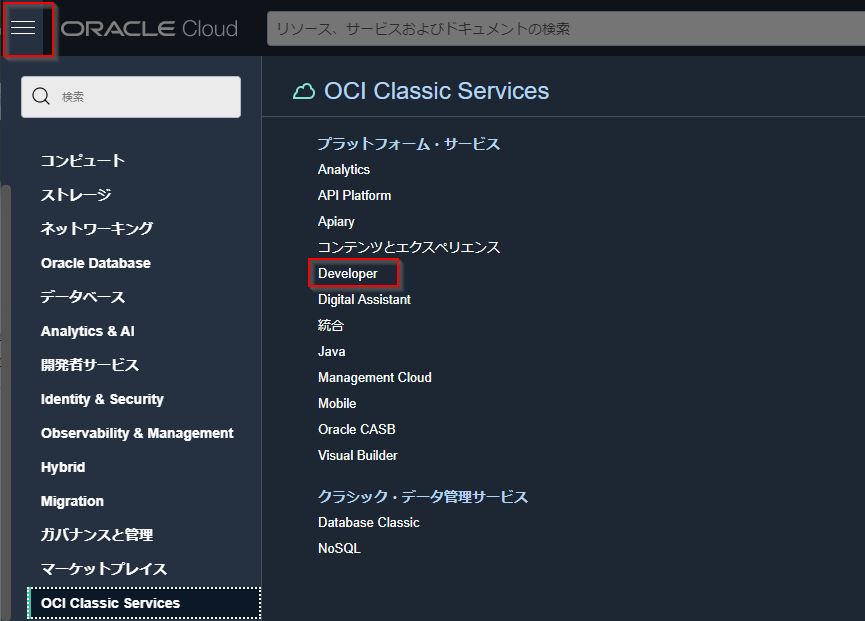 ORACLE Cloud
リソース、サービスおよびドキュメントの検索
検索
コンピュート
ストレージ
ネットワーキング
Oracle Database
データベース
Analytics & AI
開発者サービス
Identity & Security
Observability & Management
Hybrid
Migration
ガバナンスと管理
マーケットプレイス
OCI Classic Services
OCI Classic Services
プラットフォーム・サービス
Analytics
API Platform
Apiary
コンテンツとエクスペリエンス
Developer
Digital Assistant
統合
Java
Management Cloud
Mobile
Oracle CASB
Visual Builder
クラシック・データ管理サービス
Database Classic
NoSQL